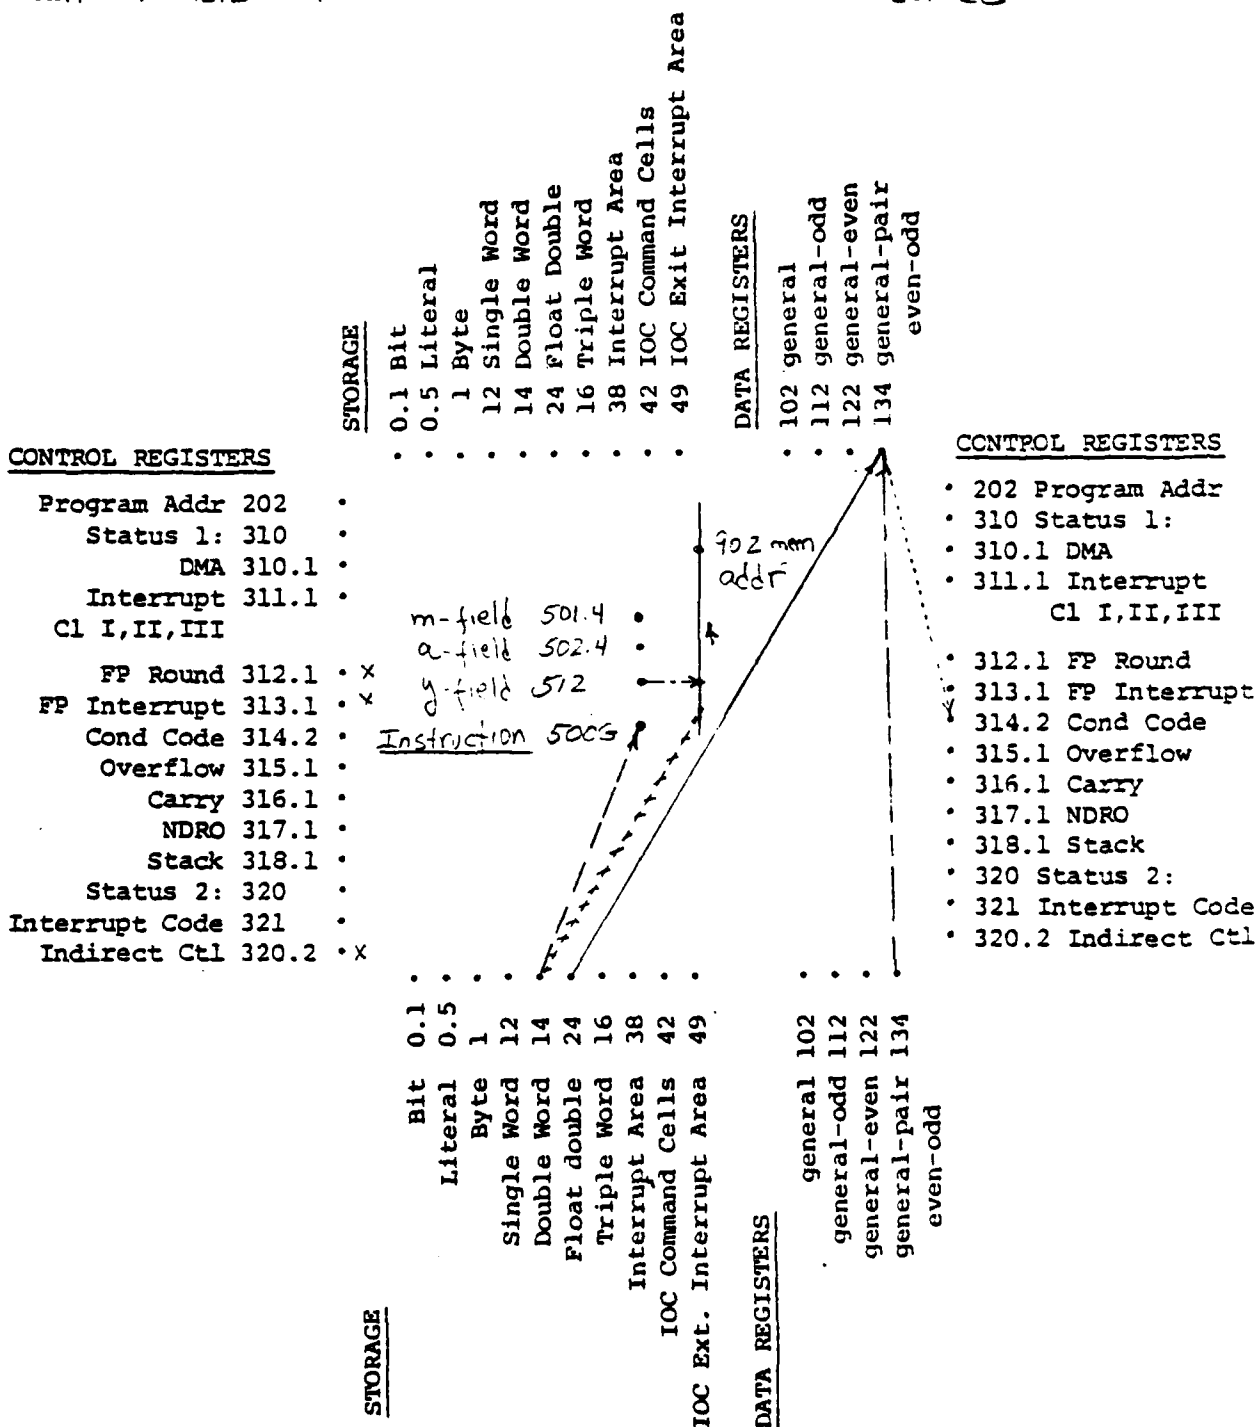 STORAGE
0.1 Bit
0.5 Literal
1 Byte
12 Single Word
14 Double Word
24 Float Double
16 Triple Word
38 Interrupt Area
42 IOC Command Cells
49 IOC Exit Interrupt Area
DATA REGISTERS
102 general
112 general-odd
122 general-even
134 general-pair
even-odd
CONTROL REGISTERS
Program Addr 202
Status 1: 310
DMA 310.1
Interrupt 311.1
Cl I,II,III
FP Round 312.1 x
FP Interrupt 313.1 x
Cond Code 314.2
Overflow 315.1
Carry 316.1
NDRO 317.1
Stack 318.1
Status 2: 320
Interrupt Code 321
Indirect Ctl 320.2 x
902 mem
addr
m-field 501.4
a-field 502.4
y-field 512
Instruction
CONTROL REGISTERS
202 Program Addr
310 Status 1:
310.1 DMA
311.1 Interrupt
Cl I,II,III
312.1 FP Round
313.1 FP Interrupt
314.2 Cond Code
315.1 Overflow
316.1 Carry
317.1 NDRO
318.1 Stack
320 Status 2:
321 Interrupt Code
320.2 Indirect Ctl
STORAGE
Bit 0.1
Literal 0.5
Byte 1
Single Word 12
Double Word 14
Float double 24
Triple Word 16
Interrupt Area 38
IOC Command Cells 42
IOC Ext. Interrupt Area 49
DATA REGISTERS
general 102
general-odd 112
general-even 122
general-pair 134
even-odd